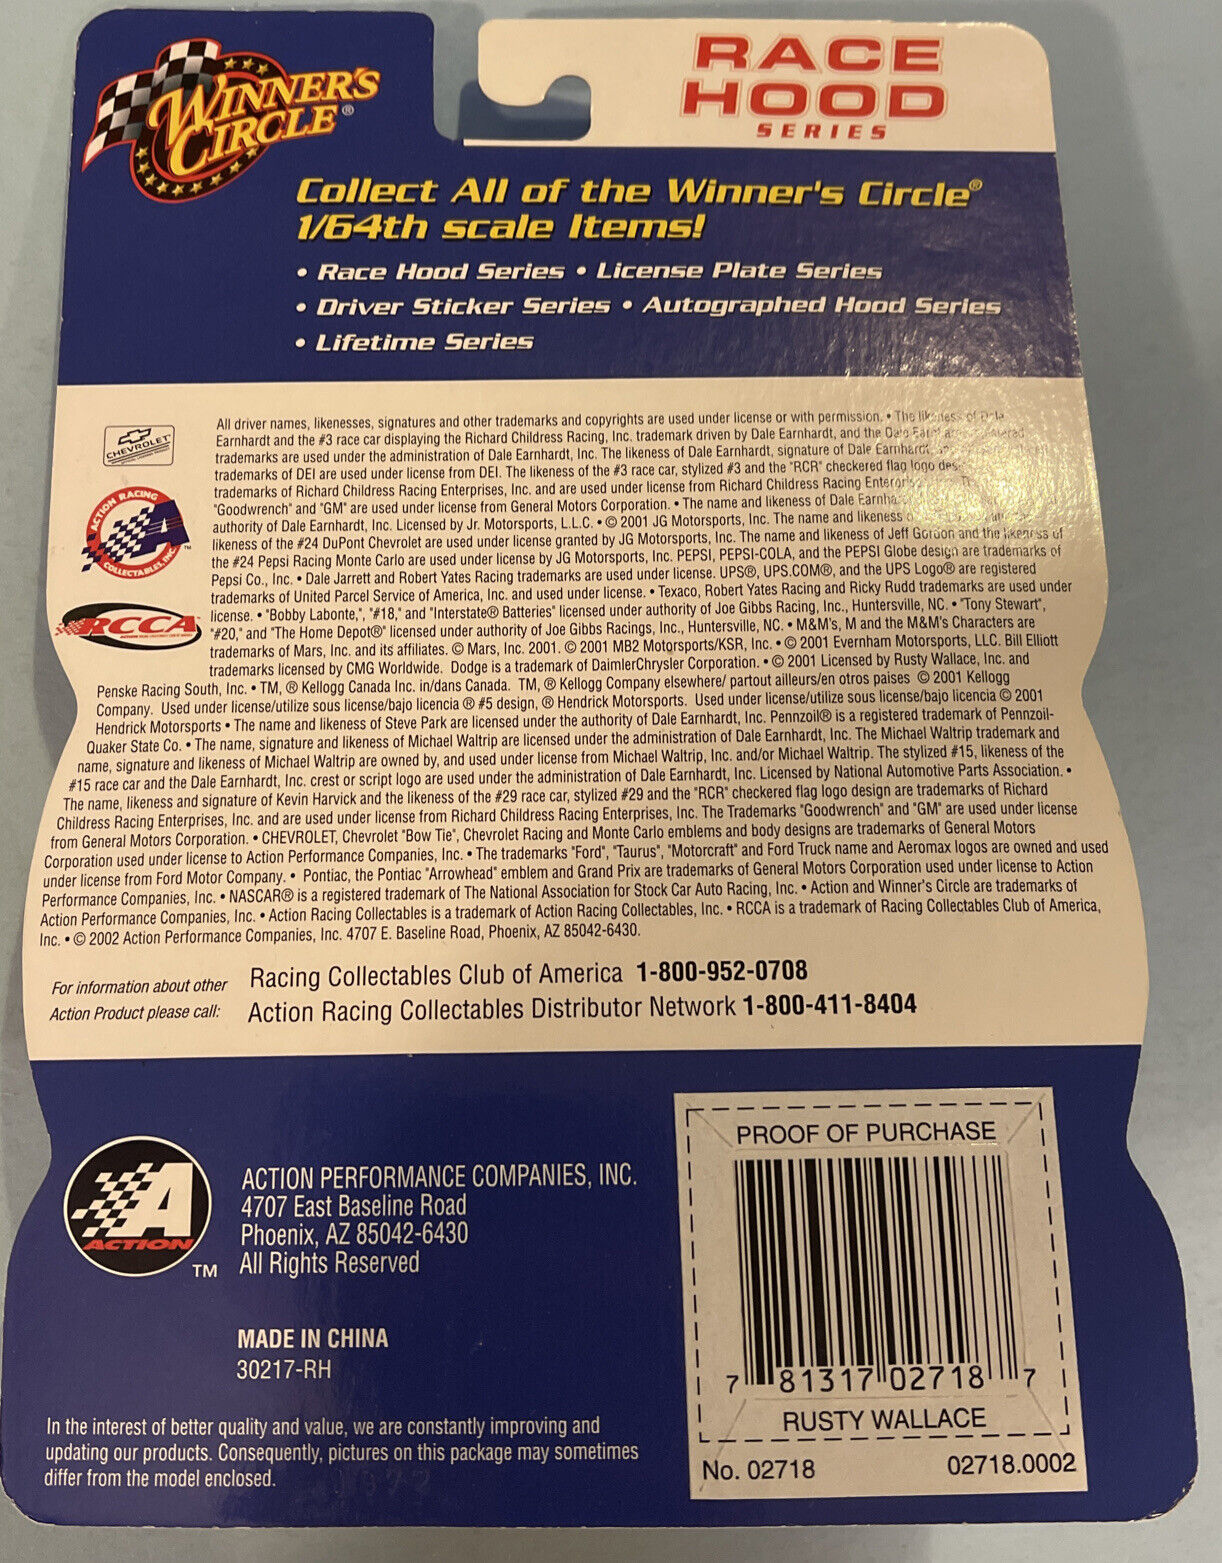 WINNER'S
CIRCLE®
RACE
HOOD
SERIES
Collect All of the Winner's Circle®
1/64th scale Items!
• Race Hood Series • License Plate Series
• Driver Sticker Series • Autographed Hood Series
• Lifetime Series
CHEVROLET
ACTION RACING
COLLECTABLES, INC.
TM
RCCA
All driver names, likenesses, signatures and other trademarks and copyrights are used under license or with permission. • The likeness of Dale
Earnhardt and the #3 race car displaying the Richard Childress Racing, Inc. trademark driven by Dale Earnhardt, and the
trademarks are used under the administration of Dale Earnhardt, Inc. The likeness of Dale Earnhardt, signature of Dale Earnhardt,
trademarks of DEI are used under license from DEI. The likeness of the #3 race car, stylized #3 and the "RCR" checkered flag logo
trademarks of Richard Childress Racing Enterprises, Inc. and are used under license from Richard Childress Racing
"Goodwrench" and "GM" are used under license from General Motors Corporation. • The name and likeness of Dale
authority of Dale Earnhardt, Inc. Licensed by Jr. Motorsports, L.L.C. • © 2001 JG Motorsports, Inc. The name and likeness
likeness of the #24 DuPont Chevrolet are used under license granted by JG Motorsports, Inc. The name and likeness of Jeff Gordon and the likeness of
the #24 Pepsi Racing Monte Carlo are used under license by JG Motorsports, Inc. PEPSI, PEPSI-COLA, and the PEPSI Globe design are trademarks of
Pepsi Co., Inc. • Dale Jarrett and Robert Yates Racing trademarks are used under license. UPS®, UPS.COM®, and the UPS Logo® are registered
trademarks of United Parcel Service of America, Inc. and used under license. • Texaco, Robert Yates Racing and Ricky Rudd trademarks are used under
license. • "Bobby Labonte,", "#18," and "Interstate® Batteries" licensed under authority of Joe Gibbs Racing, Inc., Huntersville, NC. • "Tony Stewart",
"#20," and "The Home Depot®" licensed under authority of Joe Gibbs Racings, Inc., Huntersville, NC. • M&M's, M and the M&M's Characters are
trademarks of Mars, Inc. and its affiliates. © Mars, Inc. 2001. © 2001 MB2 Motorsports/KSR, Inc. • © 2001 Evernham Motorsports, LLC. Bill Elliott
trademarks licensed by CMG Worldwide. Dodge is a trademark of DaimlerChrysler Corporation. • © 2001 Licensed by Rusty Wallace, Inc. and
Penske Racing South, Inc. • TM, ® Kellogg Canada Inc. in/dans Canada. TM, ® Kellogg Company elsewhere/ partout ailleurs/en otros paises © 2001 Kellogg
Company. Used under license/utilize sous license/bajo licencia ® #5 design, ® Hendrick Motorsports. Used under license/utilize sous license/bajo licencia © 2001
Hendrick Motorsports • The name and likeness of Steve Park are licensed under the authority of Dale Earnhardt, Inc. Pennzoil® is a registered trademark of Pennzoil-
Quaker State Co. • The name, signature and likeness of Michael Waltrip are licensed under the administration of Dale Earnhardt, Inc. The Michael Waltrip trademark and
name, signature and likeness of Michael Waltrip are owned by, and used under license from Michael Waltrip, Inc. and/or Michael Waltrip. The stylized #15, likeness of the
#15 race car and the Dale Earnhardt, Inc. crest or script logo are used under the administration of Dale Earnhardt, Inc. Licensed by National Automotive Parts Association. •
The name, likeness and signature of Kevin Harvick and the likeness of the #29 race car, stylized #29 and the "RCR" checkered flag logo design are trademarks of Richard
Childress Racing Enterprises, Inc. and are used under license from Richard Childress Racing Enterprises, Inc. The Trademarks "Goodwrench" and "GM" are used under license
from General Motors Corporation. • CHEVROLET, Chevrolet "Bow Tie", Chevrolet Racing and Monte Carlo emblems and body designs are trademarks of General Motors
Corporation used under license to Action Performance Companies, Inc. • The trademarks "Ford", "Taurus", "Motorcraft" and Ford Truck name and Aeromax logos are owned and used
under license from Ford Motor Company. • Pontiac, the Pontiac "Arrowhead" emblem and Grand Prix are trademarks of General Motors Corporation used under license to Action
Performance Companies, Inc. • NASCAR® is a registered trademark of The National Association for Stock Car Auto Racing, Inc. • Action and Winner's Circle are trademarks of
Action Performance Companies, Inc. • Action Racing Collectables is a trademark of Action Racing Collectables, Inc. • RCCA is a trademark of Racing Collectables Club of America,
Inc. • © 2002 Action Performance Companies, Inc. 4707 E. Baseline Road, Phoenix, AZ 85042-6430.
For information about other
Action Product please call:
Racing Collectables Club of America 1-800-952-0708
Action Racing Collectables Distributor Network 1-800-411-8404
A
ACTION
TM
ACTION PERFORMANCE COMPANIES, INC.
4707 East Baseline Road
Phoenix, AZ 85042-6430
All Rights Reserved
MADE IN CHINA
30217-RH
In the interest of better quality and value, we are constantly improving and
updating our products. Consequently, pictures on this package may sometimes
differ from the model enclosed.
PROOF OF PURCHASE
7 81317 02718 7
RUSTY WALLACE
No. 02718 02718.0002